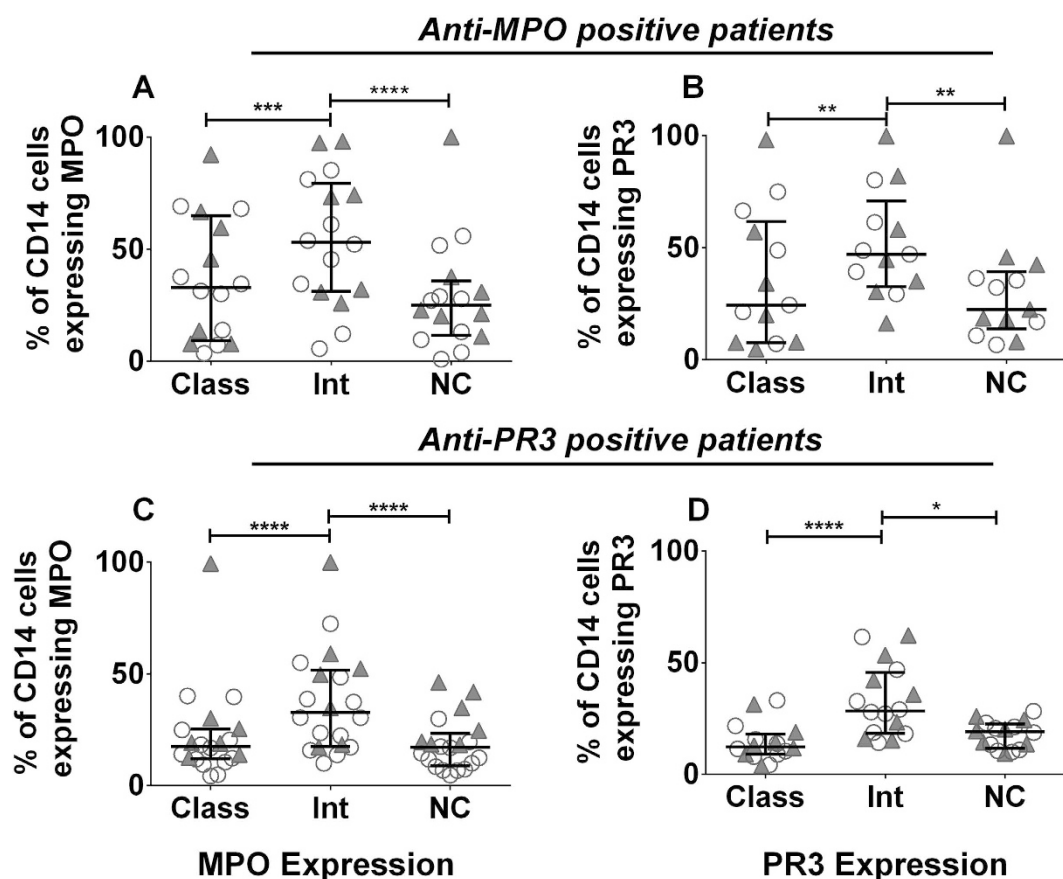 Anti-MPO positive patients
A
*** ****
% of CD14 cells
expressing MPO
100
50
0
Class Int NC
B
** **
% of CD14 cells
expressing PR3
100
50
0
Class Int NC
Anti-PR3 positive patients
C
**** ****
% of CD14 cells
expressing MPO
100
50
0
Class Int NC
MPO Expression
D
**** *
% of CD14 cells
expressing PR3
100
50
0
Class Int NC
PR3 Expression